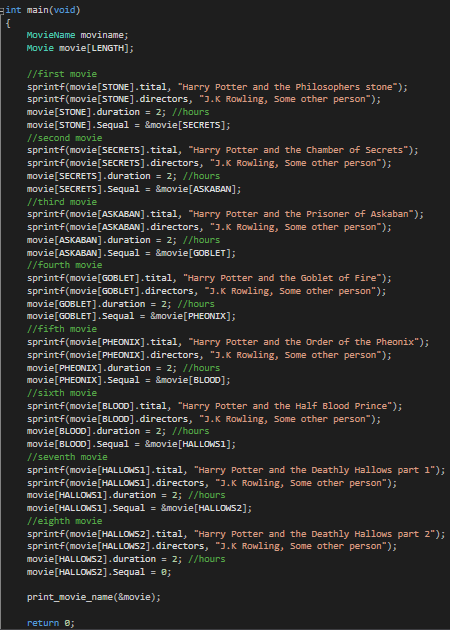 int main(void)
{
MovieName moviname;
Movie movie[LENGTH];
//first movie
sprintf(movie[STONE].tital, "Harry Potter and the Philosophers stone");
sprintf(movie[STONE].directors, "J.K Rowling, Some other person");
movie[STONE].duration = 2; //hours
movie[STONE].Sequal = &movie[SECRETS];
//second movie
sprintf(movie[SECRETS].tital, "Harry Potter and the Chamber of Secrets");
sprintf(movie[SECRETS].directors, "J.K Rowling, Some other person");
movie[SECRETS].duration = 2; //hours
movie[SECRETS].Sequal = &movie[ASKABAN];
//third movie
sprintf(movie[ASKABAN].tital, "Harry Potter and the Prisoner of Askaban");
sprintf(movie[ASKABAN].directors, "J.K Rowling, Some other person");
movie[ASKABAN].duration = 2; //hours
movie[ASKABAN].Sequal = &movie[GOBLET];
//fourth movie
sprintf(movie[GOBLET].tital, "Harry Potter and the Goblet of Fire");
sprintf(movie[GOBLET].directors, "J.K Rowling, Some other person");
movie[GOBLET].duration = 2; //hours
movie[GOBLET].Sequal = &movie[PHEONIX];
//fifth movie
sprintf(movie[PHEONIX].tital, "Harry Potter and the Order of the Pheonix");
sprintf(movie[PHEONIX].directors, "J.K Rowling, Some other person");
movie[PHEONIX].duration = 2; //hours
movie[PHEONIX].Sequal = &movie[BLOOD];
//sixth movie
sprintf(movie[BLOOD].tital, "Harry Potter and the Half Blood Prince");
sprintf(movie[BLOOD].directors, "J.K Rowling, Some other person");
movie[BLOOD].duration = 2; //hours
movie[BLOOD].Sequal = &movie[HALLOWS1];
//seventh movie
sprintf(movie[HALLOWS1].tital, "Harry Potter and the Deathly Hallows part 1");
sprintf(movie[HALLOWS1].directors, "J.K Rowling, Some other person");
movie[HALLOWS1].duration = 2; //hours
movie[HALLOWS1].Sequal = &movie[HALLOWS2];
//eighth movie
sprintf(movie[HALLOWS2].tital, "Harry Potter and the Deathly Hallows part 2");
sprintf(movie[HALLOWS2].directors, "J.K Rowling, Some other person");
movie[HALLOWS2].duration = 2; //hours
movie[HALLOWS2].Sequal = 0;
print_movie_name(&movie);
return 0;